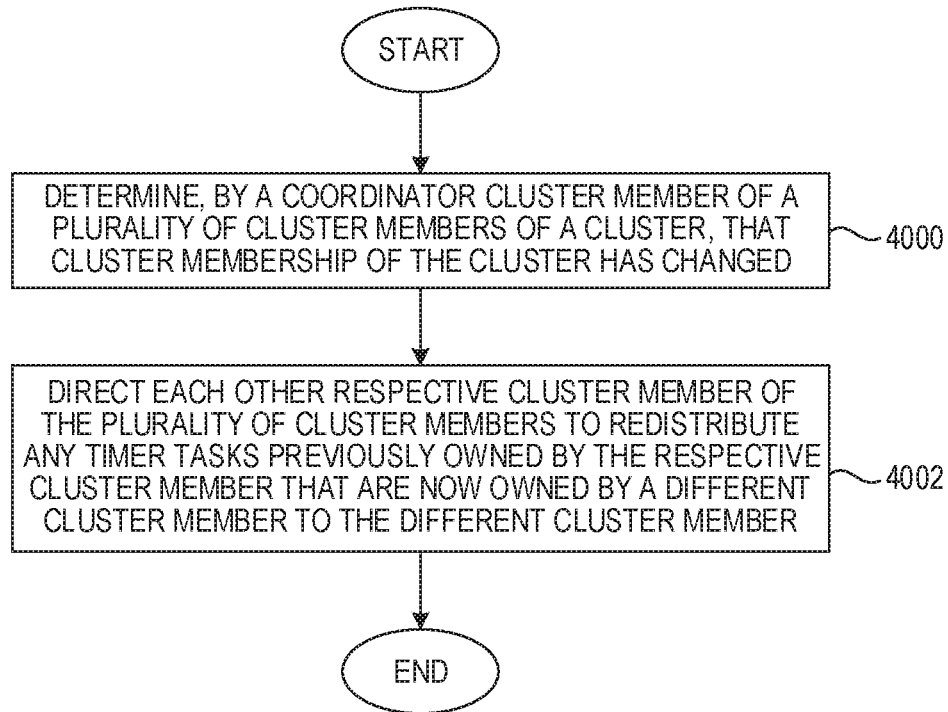 START
DETERMINE, BY A COORDINATOR CLUSTER MEMBER OF A
PLURALITY OF CLUSTER MEMBERS OF A CLUSTER, THAT
CLUSTER MEMBERSHIP OF THE CLUSTER HAS CHANGED
4000
DIRECT EACH OTHER RESPECTIVE CLUSTER MEMBER OF
THE PLURALITY OF CLUSTER MEMBERS TO REDISTRIBUTE
ANY TIMER TASKS PREVIOUSLY OWNED BY THE RESPECTIVE
CLUSTER MEMBER THAT ARE NOW OWNED BY A DIFFERENT
CLUSTER MEMBER TO THE DIFFERENT CLUSTER MEMBER
4002
END